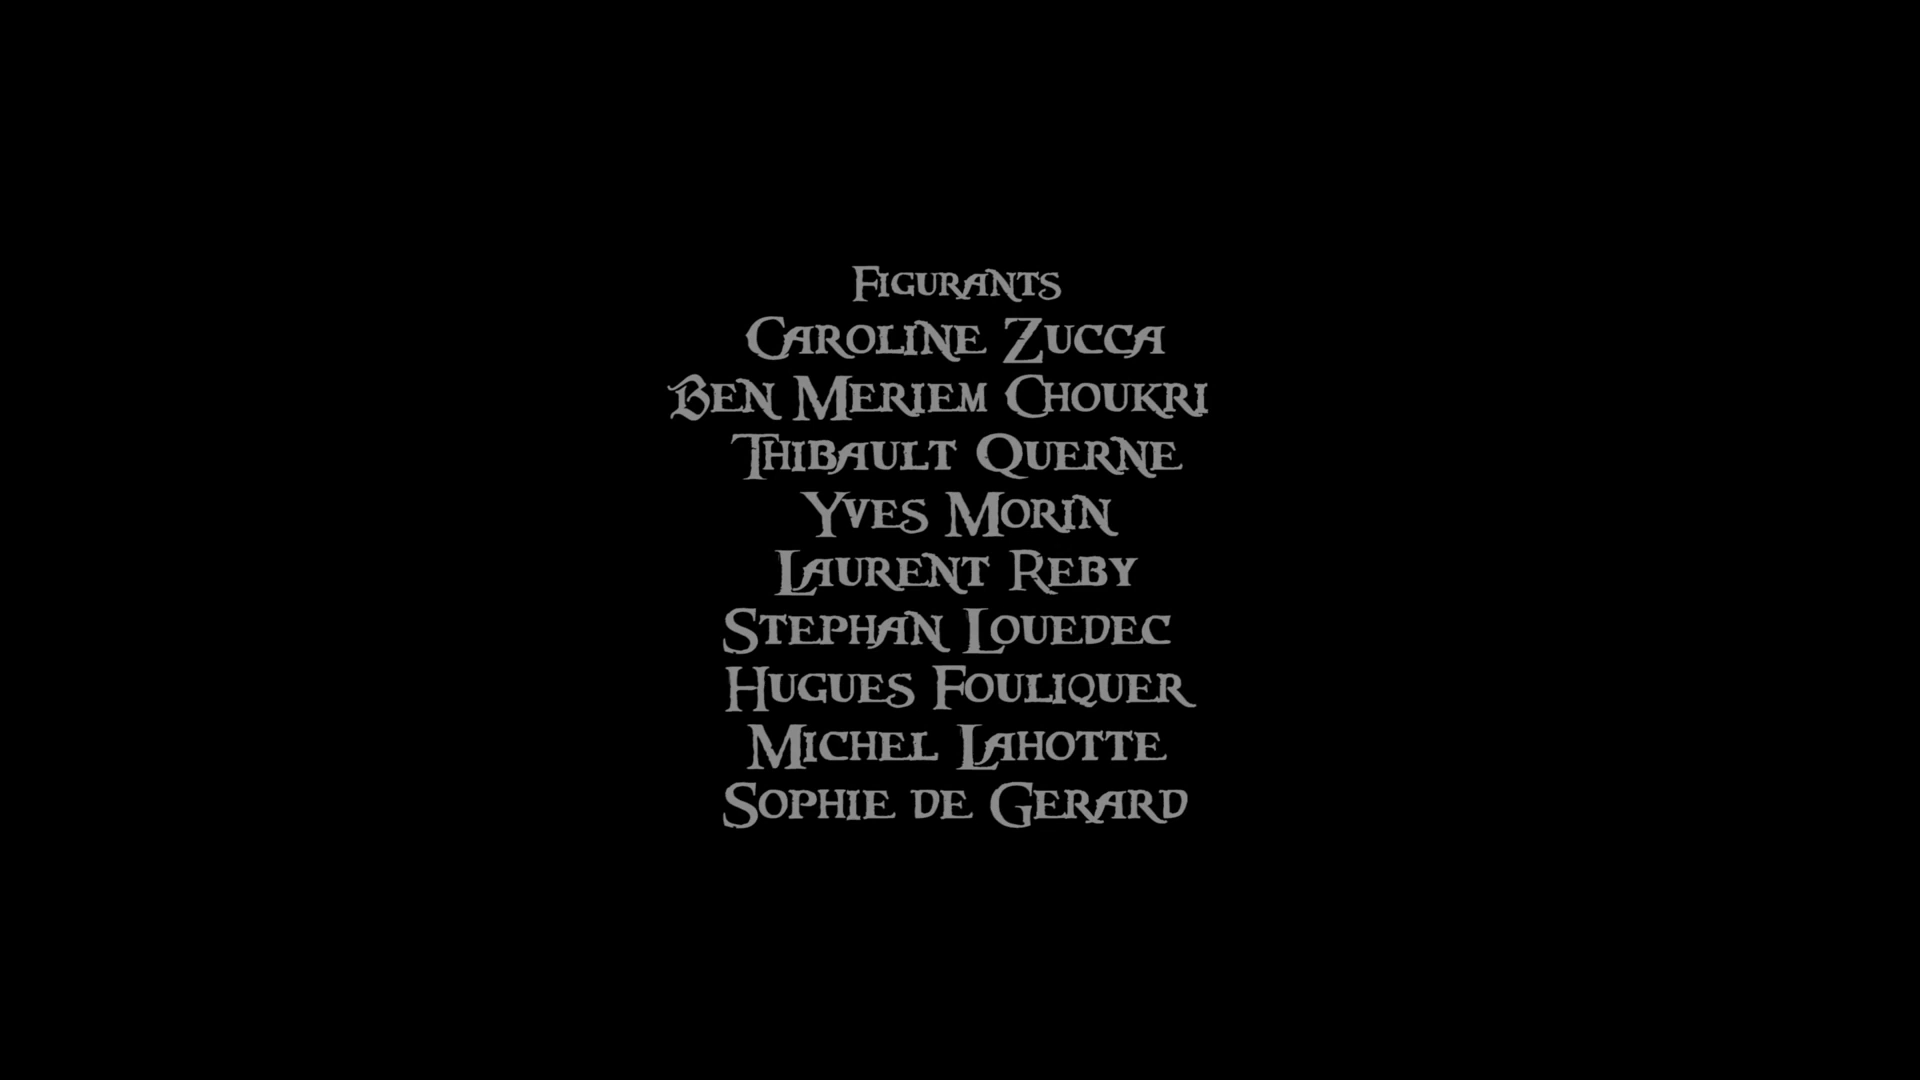 Figurants
Caroline Zucca
Ben Meriem Choukri
Thibault Querne
Yves Morin
Laurent Reby
Stephan Louedec
Hugues Fouliquer
Michel Lahotte
Sophie de Gerard